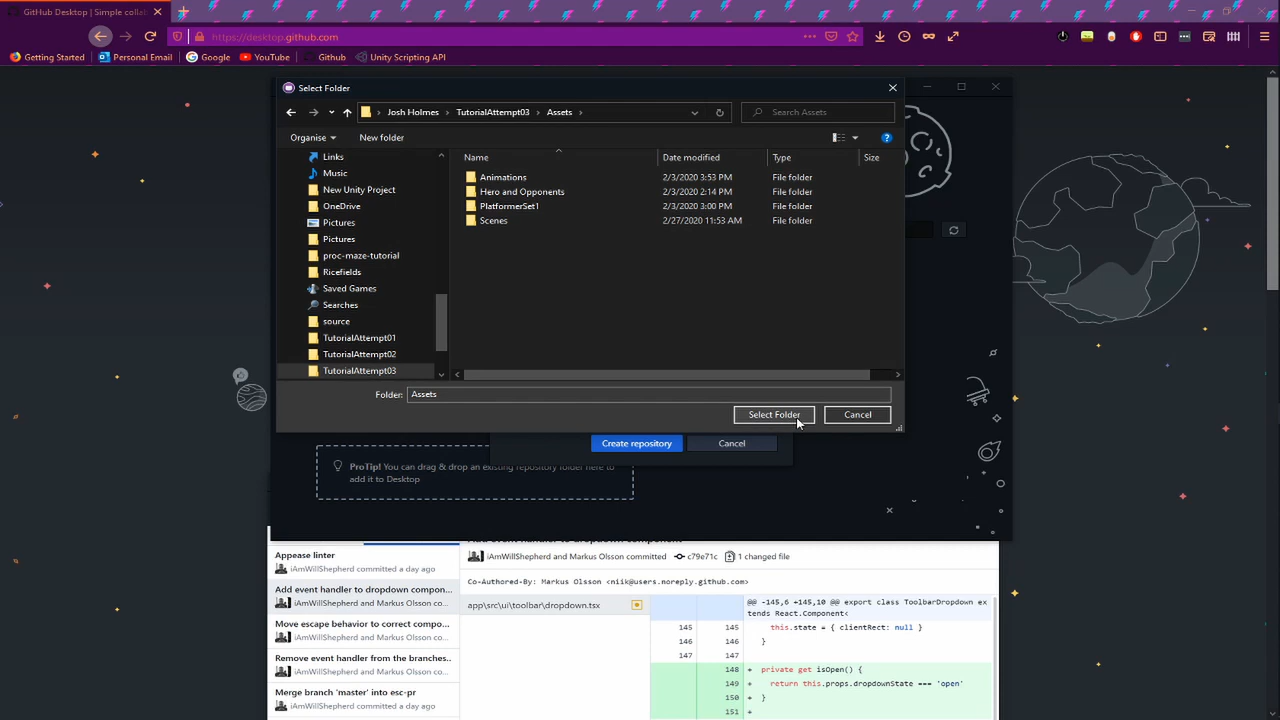 GitHub Desktop | Simple collab
https://desktop.github.com
Getting Started
Personal Email
Google
YouTube
Github
Unity Scripting API
Select Folder
Josh Holmes > TutorialAttempt03 > Assets >
Search Assets
Organise
New folder
Name
Date modified
Type
Size
Links
Music
New Unity Project
OneDrive
Pictures
Pictures
proc-maze-tutorial
Ricefields
Saved Games
Searches
source
TutorialAttempt01
TutorialAttempt02
TutorialAttempt03
Animations 2/3/2020 3:53 PM File folder
Hero and Opponents 2/3/2020 2:14 PM File folder
PlatformerSet1 2/3/2020 3:00 PM File folder
Scenes 2/27/2020 11:53 AM File folder
Folder: Assets
Select Folder
Cancel
Create repository
Cancel
ProTip! You can drag & drop an existing repository folder here to
add it to Desktop
Appease linter
iAmWillShepherd committed a day ago
Add event handler to dropdown compon...
iAmWillShepherd and Markus Olsson co...
Move escape behavior to correct compo...
iAmWillShepherd and Markus Olsson co...
Remove event handler from the branches..
iAmWillShepherd and Markus Olsson co...
Merge branch 'master' into esc-pr
iAmWillShepherd committed a day ago
Add event handler to dropdown component
iAmWillShepherd and Markus Olsson committed
c79e71c
1 changed file
Co-Authored-By: Markus Olsson <niik@users.noreply.github.com>
app\src\ui\toolbar\dropdown.tsx
@@ -145,6 +145,10 @@ export class ToolbarDropdown ex
tends React.Component<
145 145 this.state = { clientRect: null }
146 146 }
147 147
148 + private get isOpen() {
149 + return this.props.dropdownState === 'open'
150 + }
151 +